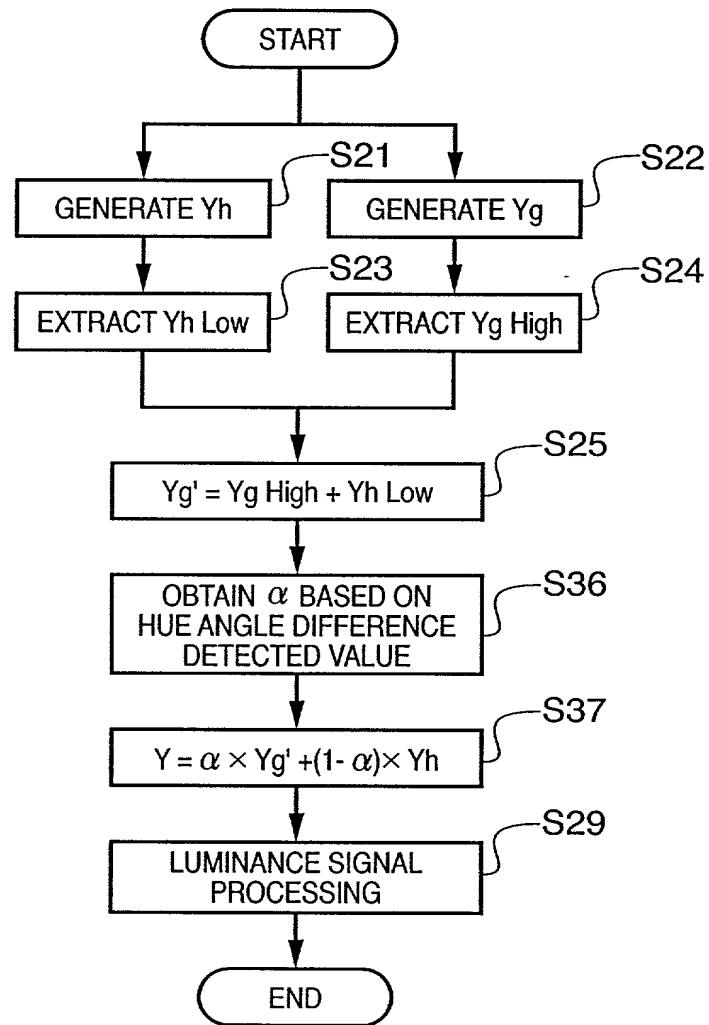 START
S21
S22
GENERATE Yh
GENERATE Yg
S23
S24
EXTRACT Yh Low
EXTRACT Yg High
S25
Yg' = Yg High + Yh Low
S36
OBTAIN α BASED ON
HUE ANGLE DIFFERENCE
DETECTED VALUE
S37
Y = α × Yg' +(1- α)× Yh
S29
LUMINANCE SIGNAL
PROCESSING
END